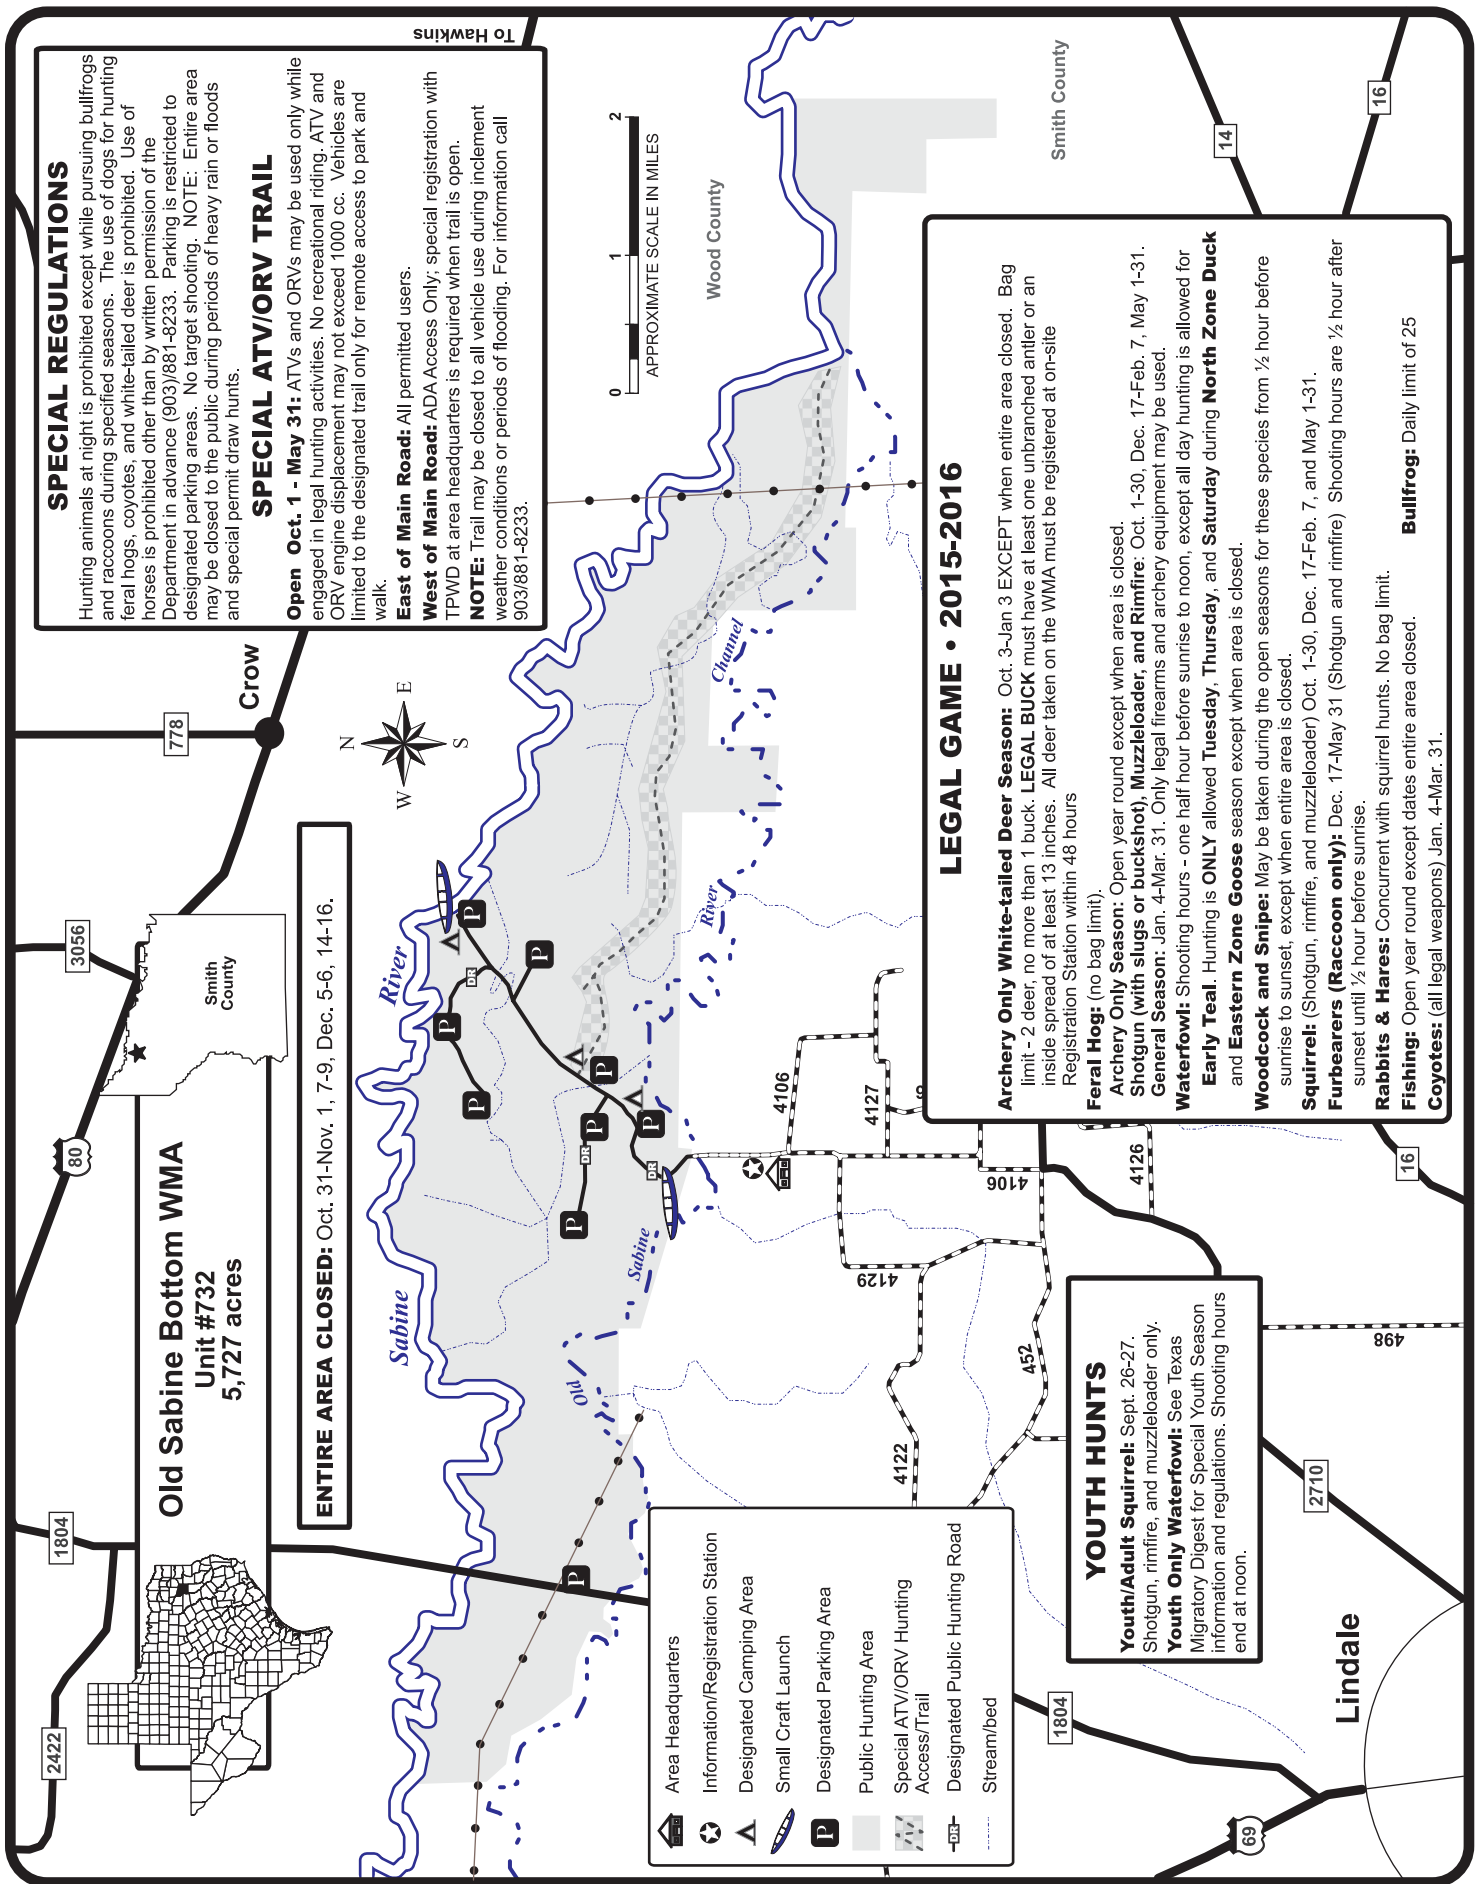 Old Sabine Bottom WMA
Unit #732
5,727 acres
ENTIRE AREA CLOSED: Oct. 31-Nov. 1, 7-9, Dec. 5-6, 14-16.
SPECIAL REGULATIONS
Hunting animals at night is prohibited except while pursuing bullfrogs
and raccoons during specified seasons. The use of dogs for hunting
feral hogs, coyotes, and white-tailed deer is prohibited. Use of
horses is prohibited other than by written permission of the
Department in advance (903)/881-8233. Parking is restricted to
designated parking areas. No target shooting. NOTE: Entire area
may be closed to the public during periods of heavy rain or floods
and special permit draw hunts.
SPECIAL ATV/ORV TRAIL
Open Oct. 1 - May 31: ATVs and ORVs may be used only while
engaged in legal hunting activities. No recreational riding. ATV and
ORV engine displacement may not exceed 1000 cc. Vehicles are
limited to the designated trail only for remote access to park and
walk.
East of Main Road: All permitted users.
West of Main Road: ADA Access Only; special registration with
TPWD at area headquarters is required when trail is open.
NOTE: Trail may be closed to all vehicle use during inclement
weather conditions or periods of flooding. For information call
903/881-8233.
To Hawkins
2422
1804
80
3056
778
Crow
Smith
County
N
W
E
S
0
1
2
APPROXIMATE SCALE IN MILES
Wood County
Smith County
Sabine
River
Old
Sabine
River
Channel
P
P
P
P
P
P
P
P
P
DR
DR
DR
4106
4127
4106
4126
4129
452
4122
498
2710
1804
69
16
14
16
Lindale
Area Headquarters
Information/Registration Station
Designated Camping Area
Small Craft Launch
P Designated Parking Area
Public Hunting Area
Special ATV/ORV Hunting
Access/Trail
DR Designated Public Hunting Road
Stream/bed
YOUTH HUNTS
Youth/Adult Squirrel: Sept. 26-27.
Shotgun, rimfire, and muzzleloader only.
Youth Only Waterfowl: See Texas
Migratory Digest for Special Youth Season
information and regulations. Shooting hours
end at noon.
LEGAL GAME • 2015-2016
Archery Only White-tailed Deer Season: Oct. 3-Jan 3 EXCEPT when entire area closed. Bag
limit - 2 deer, no more than 1 buck. LEGAL BUCK must have at least one unbranched antler or an
inside spread of at least 13 inches. All deer taken on the WMA must be registered at on-site
Registration Station within 48 hours
Feral Hog: (no bag limit).
Archery Only Season: Open year round except when area is closed.
Shotgun (with slugs or buckshot), Muzzleloader, and Rimfire: Oct. 1-30, Dec. 17-Feb. 7, May 1-31.
General Season: Jan. 4-Mar. 31. Only legal firearms and archery equipment may be used.
Waterfowl: Shooting hours - one half hour before sunrise to noon, except all day hunting is allowed for
Early Teal. Hunting is ONLY allowed Tuesday, Thursday, and Saturday during North Zone Duck
and Eastern Zone Goose season except when area is closed.
Woodcock and Snipe: May be taken during the open seasons for these species from ½ hour before
sunrise to sunset, except when entire area is closed.
Squirrel: (Shotgun, rimfire, and muzzleloader) Oct. 1-30, Dec. 17-Feb. 7, and May 1-31.
Furbearers (Raccoon only): Dec. 17-May 31 (Shotgun and rimfire) Shooting hours are ½ hour after
sunset until ½ hour before sunrise.
Rabbits & Hares: Concurrent with squirrel hunts. No bag limit.
Fishing: Open year round except dates entire area closed. Bullfrog: Daily limit of 25
Coyotes: (all legal weapons) Jan. 4-Mar. 31.